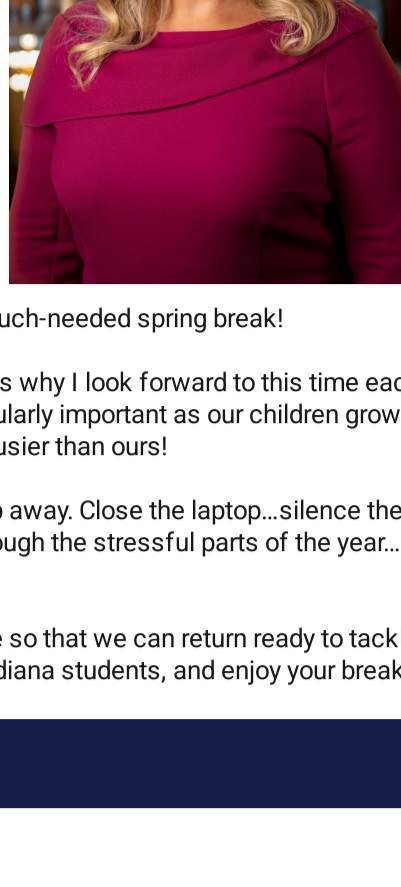 uch-needed spring break!
s why I look forward to this time eac
ularly important as our children grow
usier than ours!
p away. Close the laptop...silence the
ough the stressful parts of the year...
e so that we can return ready to tack
diana students, and enjoy your break